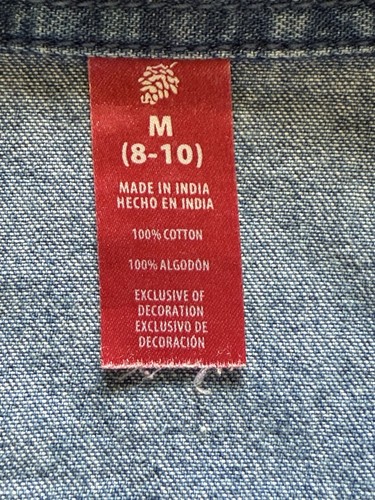 M
(8-10)
MADE IN INDIA
HECHO EN INDIA
100% COTTON
100% ALGODÓN
EXCLUSIVE OF
DECORATION
EXCLUSIVO DE
DECORACIÓN